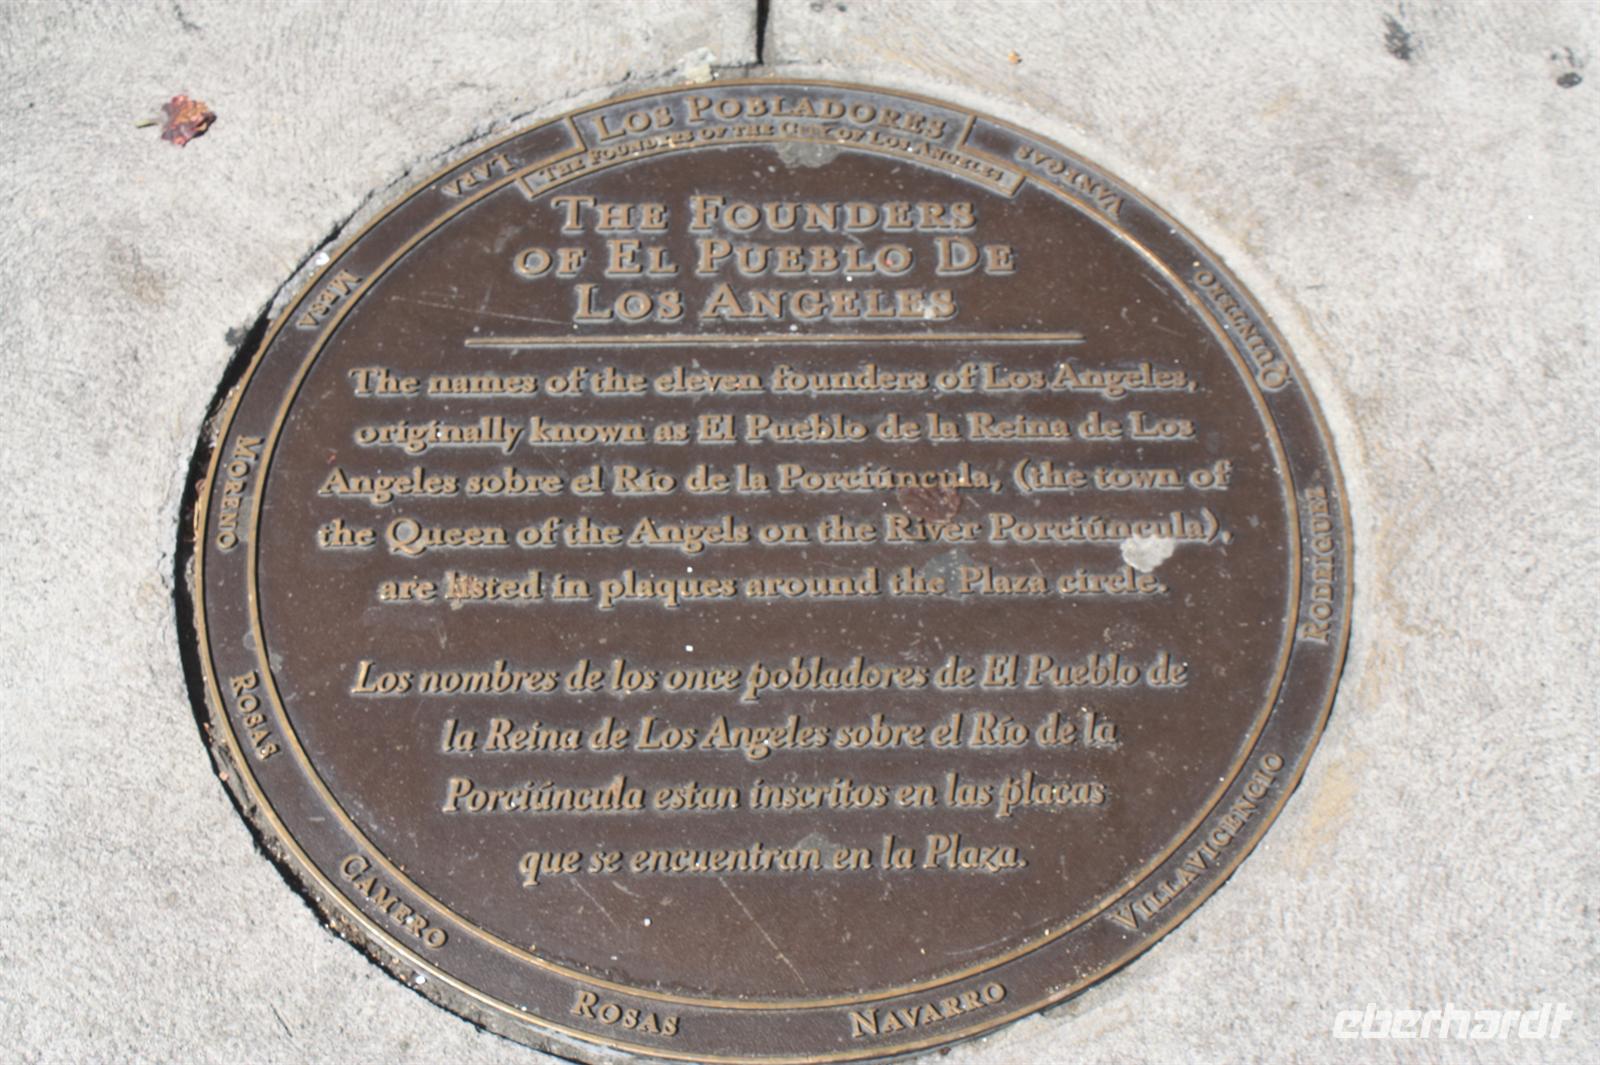 LOS POBLADORES
THE FOUNDERS OF THE CITY OF LOS ANGELES
THE FOUNDERS
OF EL PUEBLO DE
LOS ANGELES
The names of the eleven founders of Los Angeles,
originally known as El Pueblo de la Reina de Los
Angeles sobre el Río de la Porciúncula, (the town of
the Queen of the Angels on the River Porciúncula),
are listed in plaques around the Plaza circle.
Los nombres de los once pobladores de El Pueblo de
la Reina de Los Angeles sobre el Río de la
Porciúncula estan inscritos en las placas
que se encuentran en la Plaza.
VANEGAS
QUINTERO
RODRÍGUEZ
VILLAVICENCIO
NAVARRO
ROSAS
CAMERO
ROSAS
MORENO
MESA
LARA
eberhardt